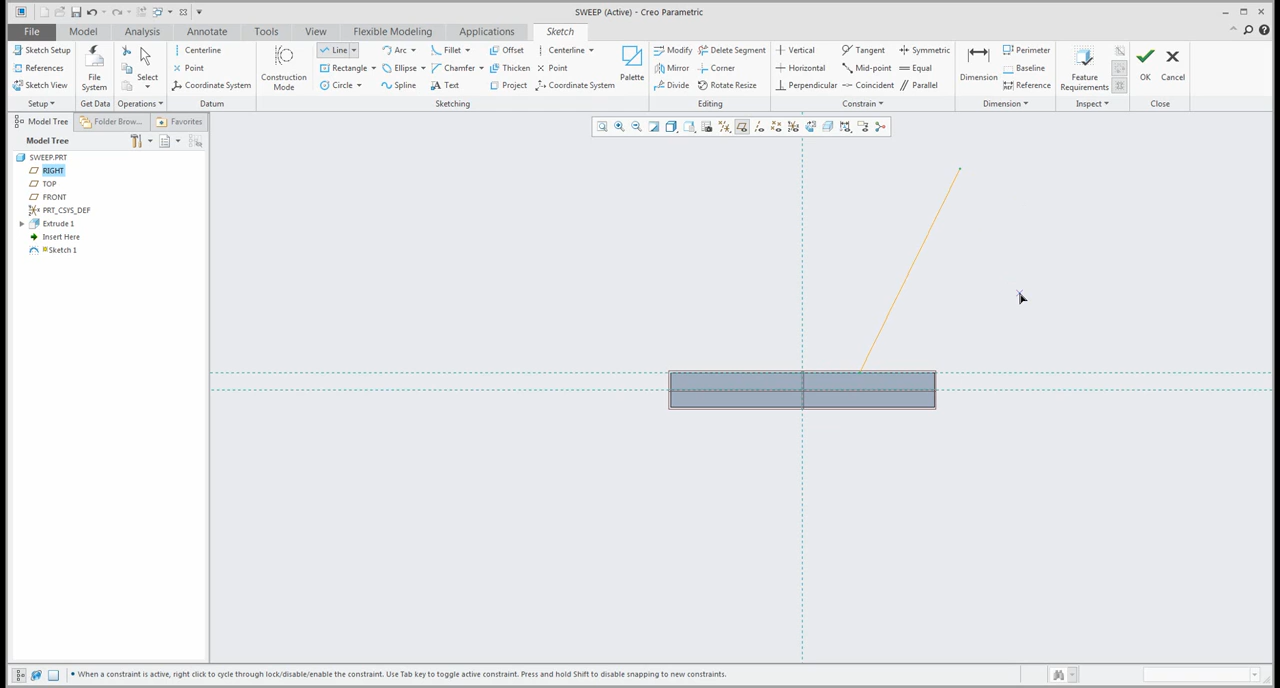 SWEEP (Active) - Creo Parametric
File Model Analysis Annotate Tools View Flexible Modeling Applications Sketch
Sketch Setup
References
Sketch View
Setup
File System
Get Data
Select
Operations
Centerline
Point
Coordinate System
Datum
Construction Mode
Line Arc Fillet Offset Centerline
Rectangle Ellipse Chamfer Thicken Point
Circle Spline Text Project Coordinate System
Palette
Sketching
Modify Delete Segment
Mirror Corner
Divide Rotate Resize
Editing
Vertical Tangent Symmetric
Horizontal Mid-point Equal
Perpendicular Coincident Parallel
Constrain
Dimension
Perimeter
Baseline
Reference
Dimension
Feature Requirements
Inspect
OK
Cancel
Close
Model Tree Folder Brow... Favorites
Model Tree
SWEEP.PRT
RIGHT
TOP
FRONT
PRT_CSYS_DEF
Extrude 1
Insert Here
Sketch 1
When a constraint is active, right click to cycle through lock/disable/enable the constraint. Use Tab key to toggle active constraint. Press and hold Shift to disable snapping to new constraints.